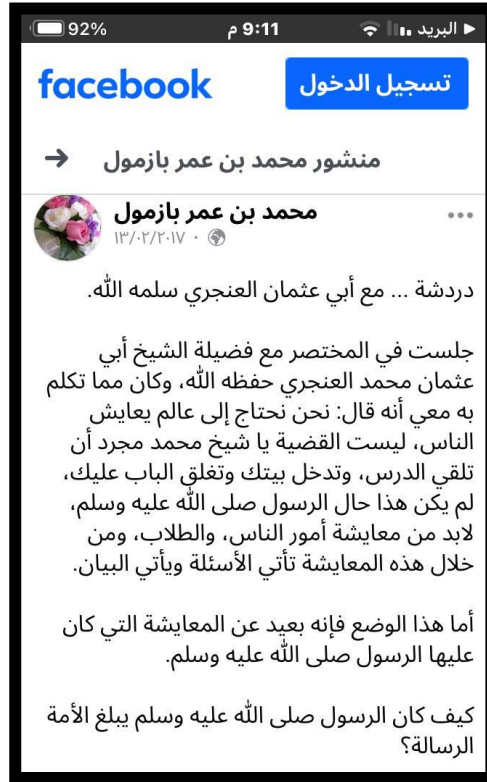 92%
9:11 م
البريد
facebook
تسجيل الدخول
منشور محمد بن عمر بازمول
محمد بن عمر بازمول
١٣/٠٢/٢٠١٧
دردشة ... مع أبي عثمان العنجري سلمه الله.
جلست في المختصر مع فضيلة الشيخ أبي
عثمان محمد العنجري حفظه الله، وكان مما تكلم
به معي أنه قال: نحن نحتاج إلى عالم يعايش
الناس، ليست القضية يا شيخ محمد مجرد أن
تلقي الدرس، وتدخل بيتك وتغلق الباب عليك،
لم يكن هذا حال الرسول صلى الله عليه وسلم،
لابد من معايشة أمور الناس، والطلاب، ومن
خلال هذه المعايشة تأتي الأسئلة ويأتي البيان.
أما هذا الوضع فإنه بعيد عن المعايشة التي كان
عليها الرسول صلى الله عليه وسلم.
كيف كان الرسول صلى الله عليه وسلم يبلغ الأمة
الرسالة؟